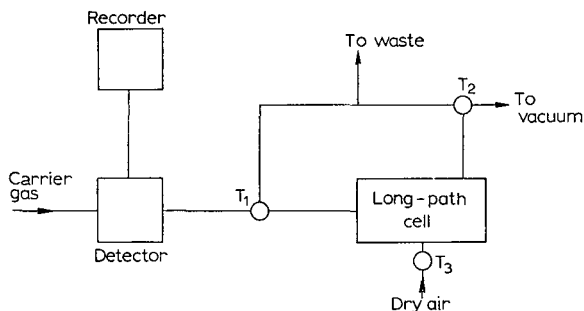 Recorder
To waste
T2
To
vacuum
Carrier
gas
T1
Long-path
cell
Detector
T3
Dry air